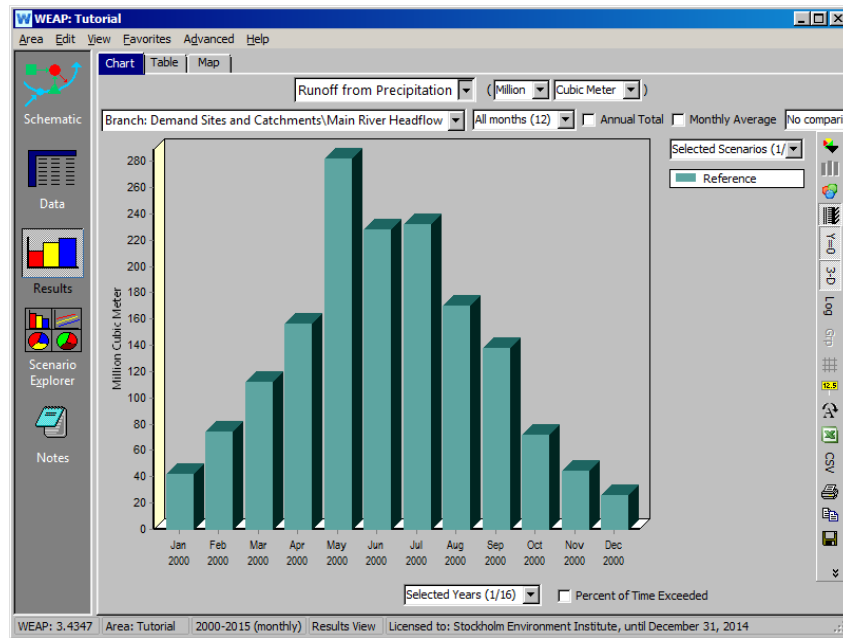 WEAP: Tutorial
Area Edit View Favorites Advanced Help
Chart Table Map
Runoff from Precipitation ( Million Cubic Meter )
Branch: Demand Sites and Catchments\Main River Headflow All months (12) Annual Total Monthly Average No compari
Selected Scenarios (1/
Reference
Schematic
Data
Results
Scenario
Explorer
Notes
Million Cubic Meter
280
260
240
220
200
180
160
140
120
100
80
60
40
20
0
Jan Feb Mar Apr May Jun Jul Aug Sep Oct Nov Dec
2000 2000 2000 2000 2000 2000 2000 2000 2000 2000 2000 2000
Selected Years (1/16) Percent of Time Exceeded
Y=0
3-D
Log
Grp
12.5
A
CSV
WEAP: 3.4347 Area: Tutorial 2000-2015 (monthly) Results View Licensed to: Stockholm Environment Institute, until December 31, 2014